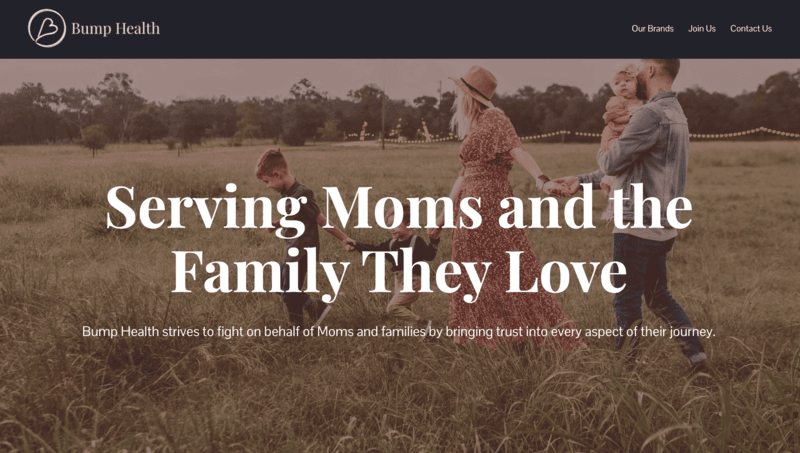 Bump Health
Our Brands
Join Us
Contact Us
Serving Moms and the
Family They Love
Bump Health strives to fight on behalf of Moms and families by bringing trust into every aspect of their journey.